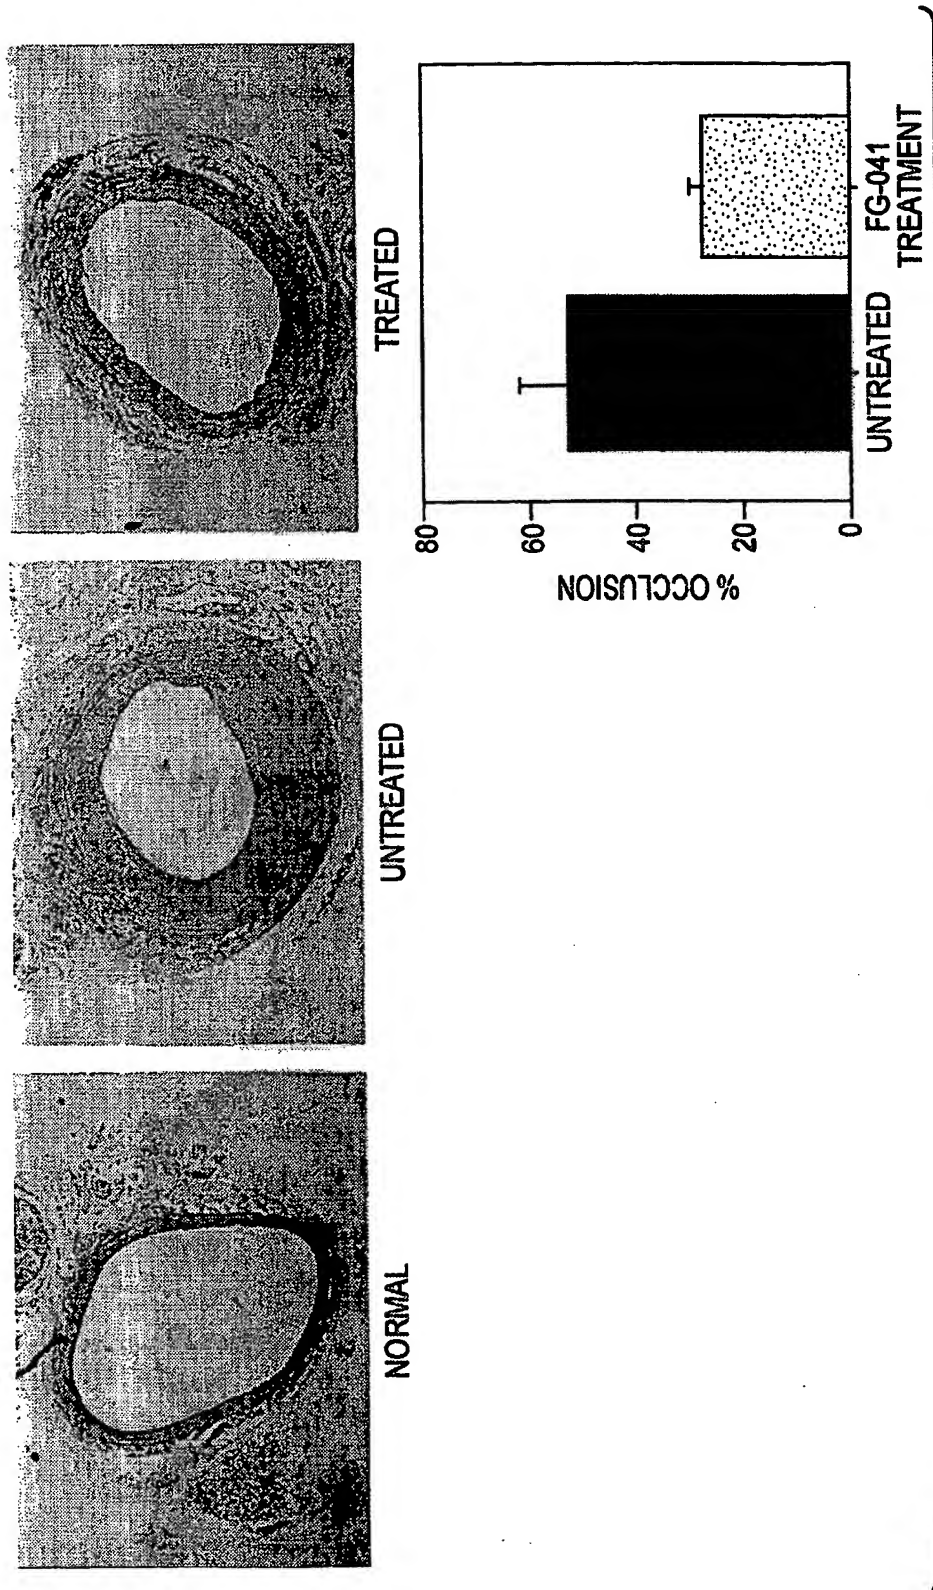 NORMAL
UNTREATED
TREATED
% OCCLUSION
80
60
40
20
0
UNTREATED
FG-041
TREATMENT